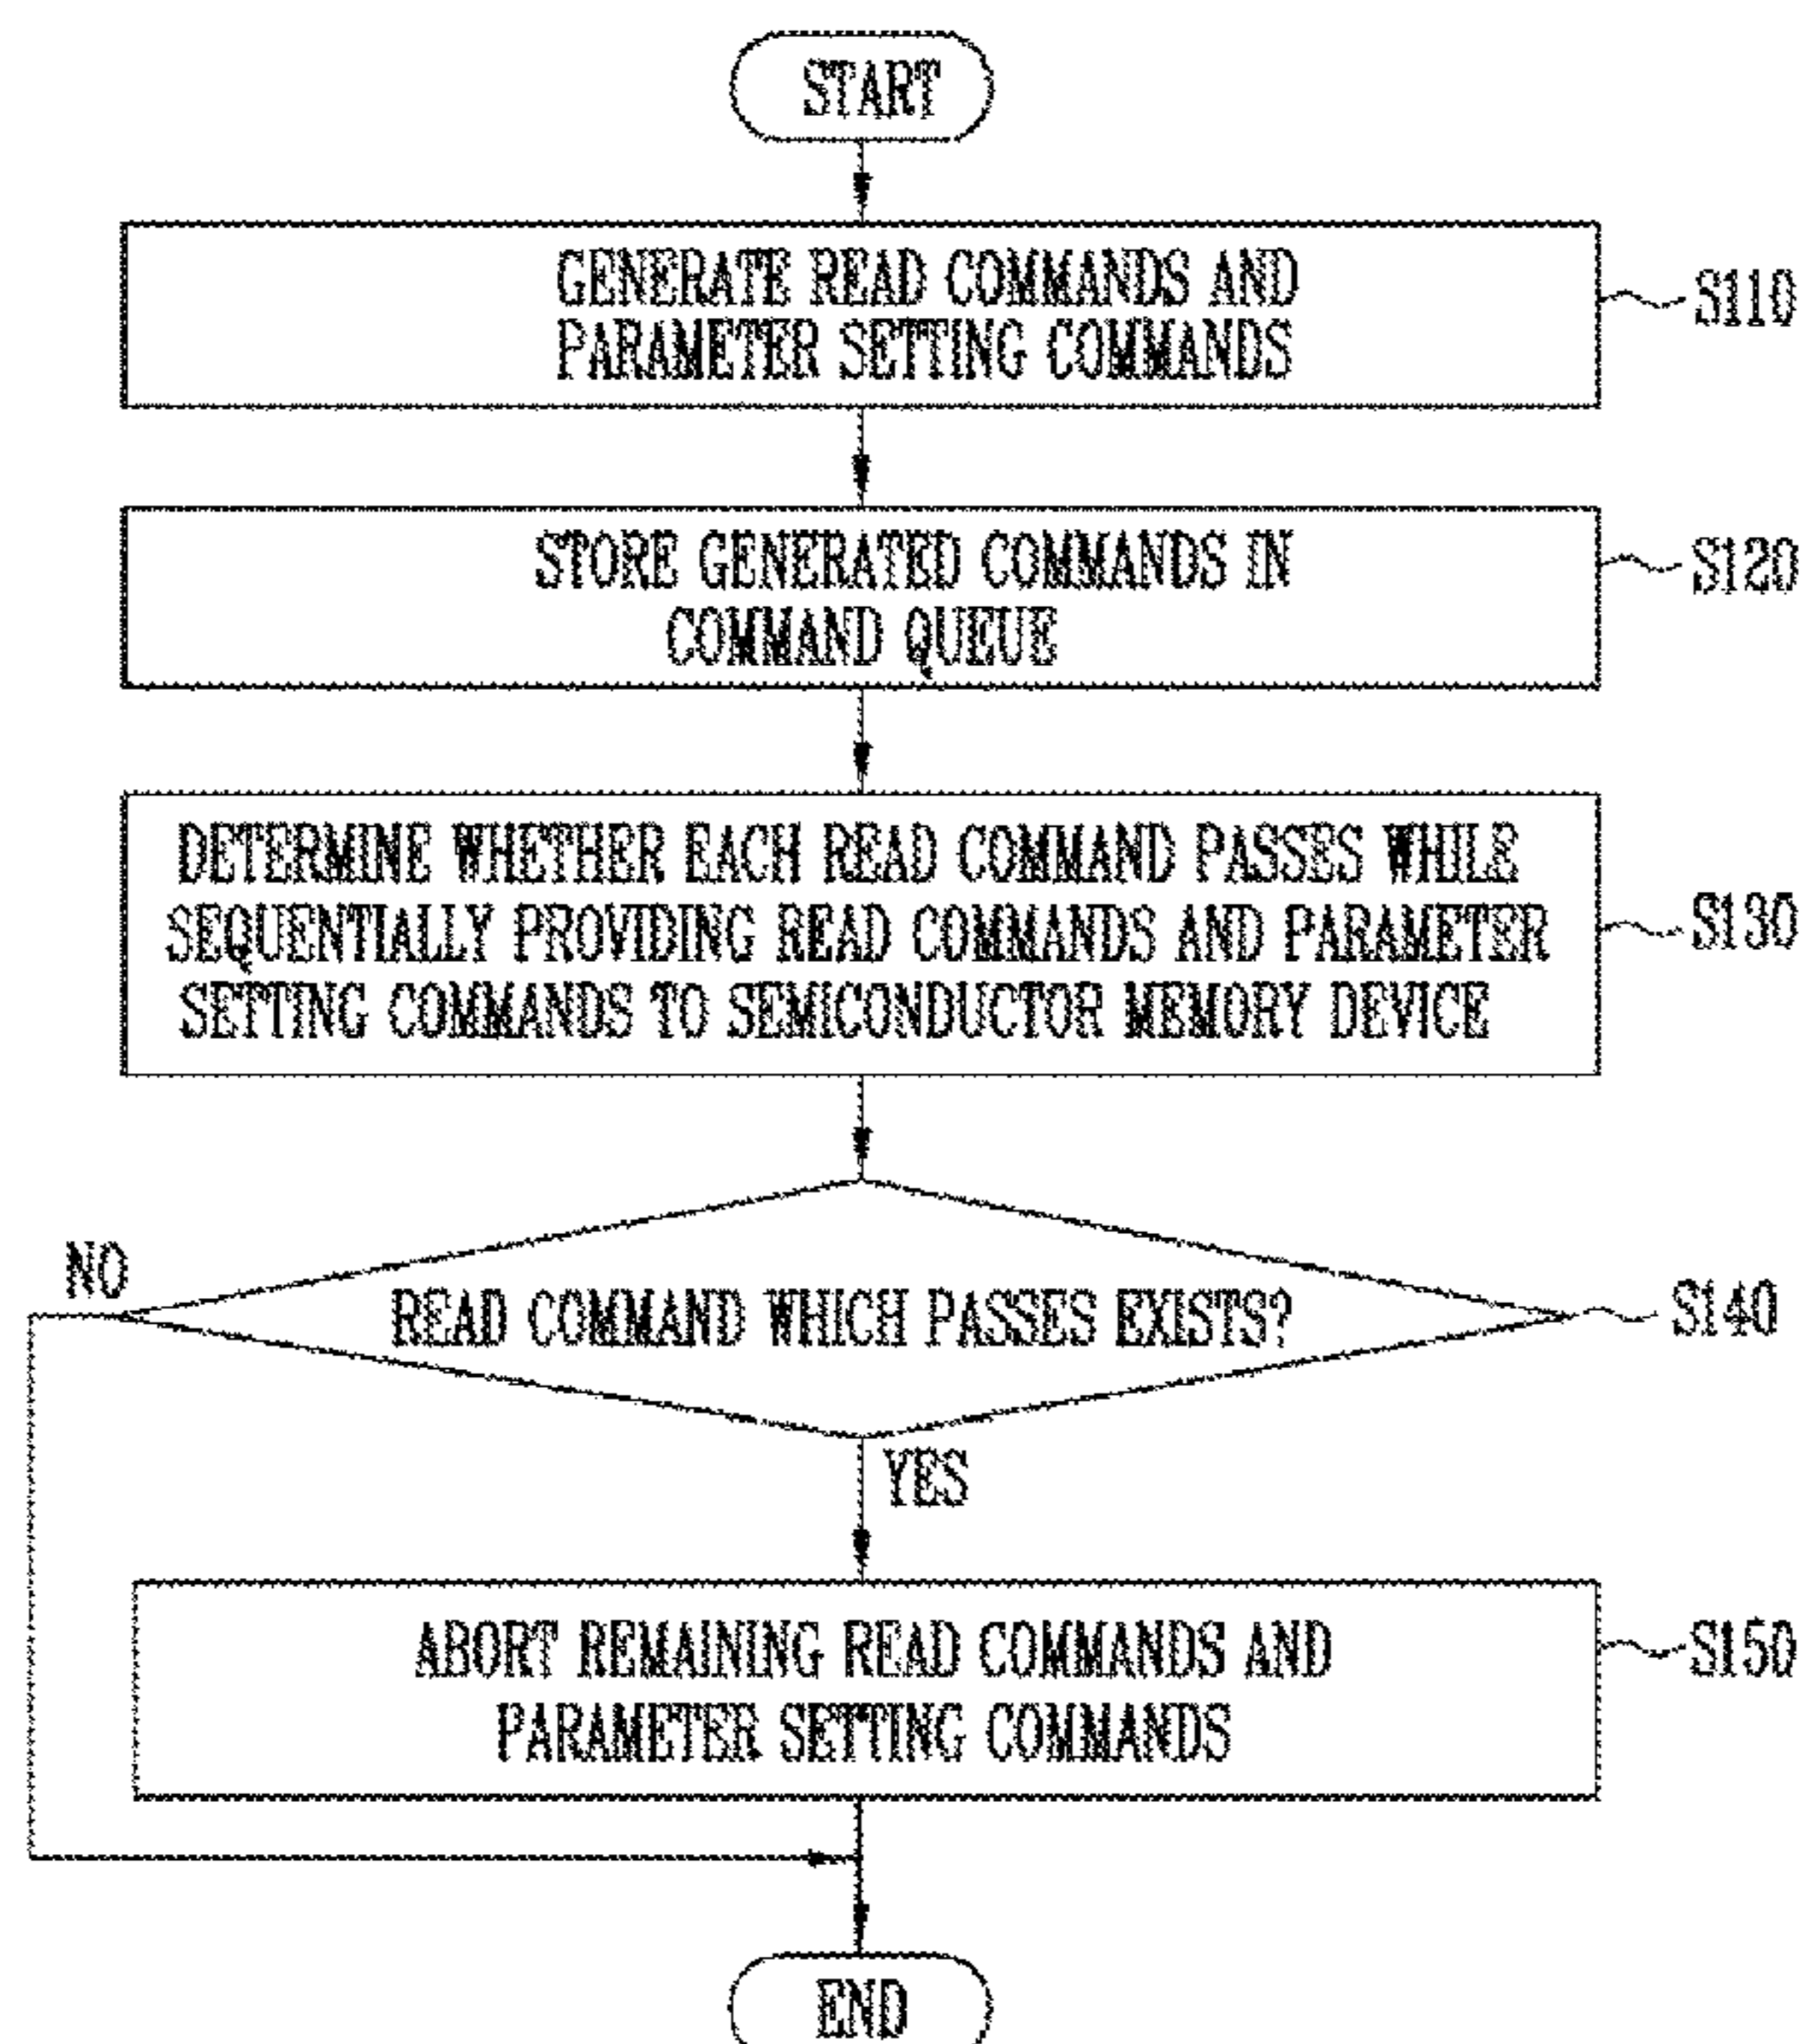 START
GENERATE READ COMMANDS AND
PARAMETER SETTING COMMANDS
S110
STORE GENERATED COMMANDS IN
COMMAND QUEUE
S120
DETERMINE WHETHER EACH READ COMMAND PASSES WHILE
SEQUENTIALLY PROVIDING READ COMMANDS AND PARAMETER
SETTING COMMANDS TO SEMICONDUCTOR MEMORY DEVICE
S130
NO
READ COMMAND WHICH PASSES EXISTS?
S140
YES
ABORT REMAINING READ COMMANDS AND
PARAMETER SETTING COMMANDS
S150
END